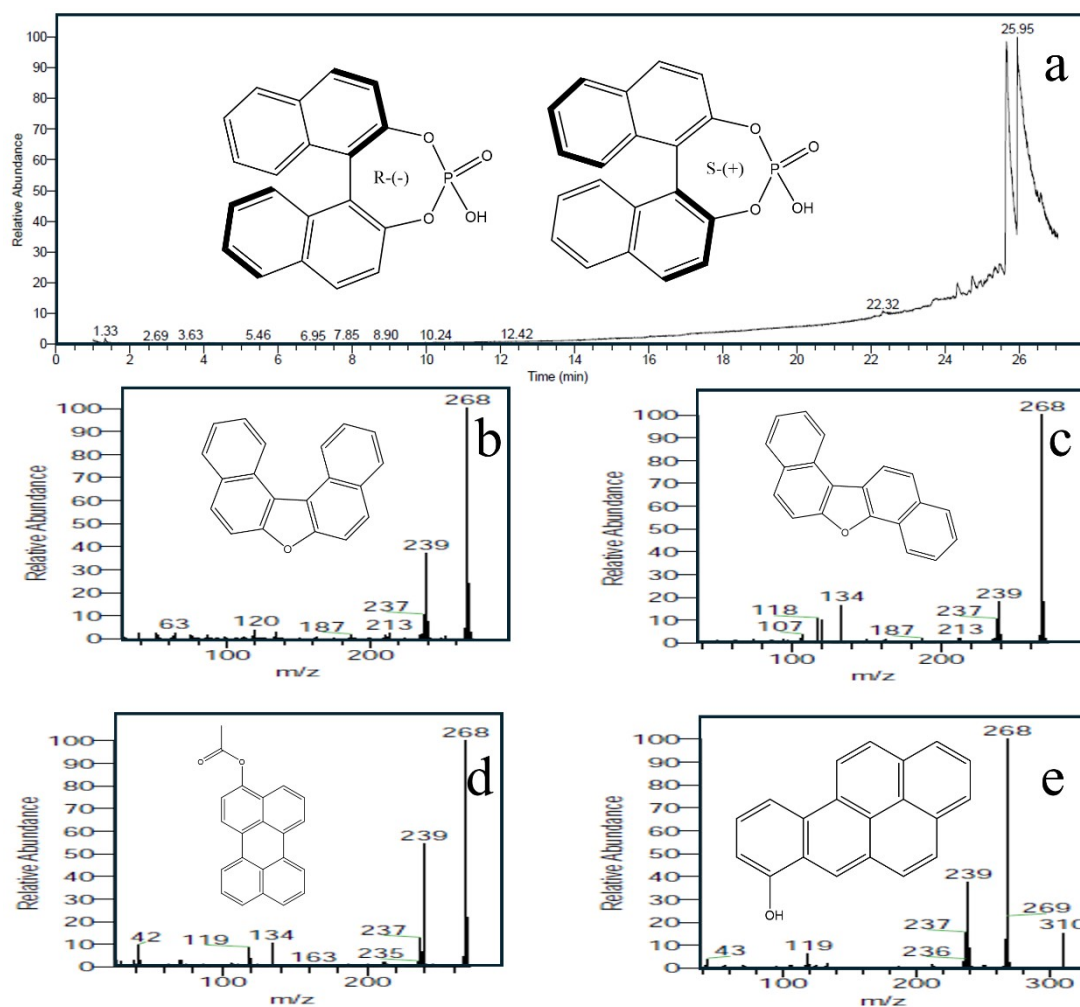 Relative Abundance
100
90
80
70
60
50
40
30
20
10
0
a
25.95
R-(-)
O
O
P
O
OH
S-(+)
O
O
P
O
OH
1.33
2.69
3.63
5.46
6.95
7.85
8.90
10.24
12.42
22.32
0 2 4 6 8 10 12 14 16 18 20 22 24 26
Time (min)
Relative Abundance
100
90
80
70
60
50
40
30
20
10
0
b
268
239
237
213
187
120
63
O
100 200
m/z
Relative Abundance
100
90
80
70
60
50
40
30
20
10
0
c
268
239
237
213
187
134
118
107
O
100 200
m/z
Relative Abundance
100
90
80
70
60
50
40
30
20
10
0
d
268
239
237
235
163
134
119
42
O
O
100 200
m/z
Relative Abundance
100
90
80
70
60
50
40
30
20
10
0
e
268
239
237
236
269
310
119
43
OH
100 200 300
m/z